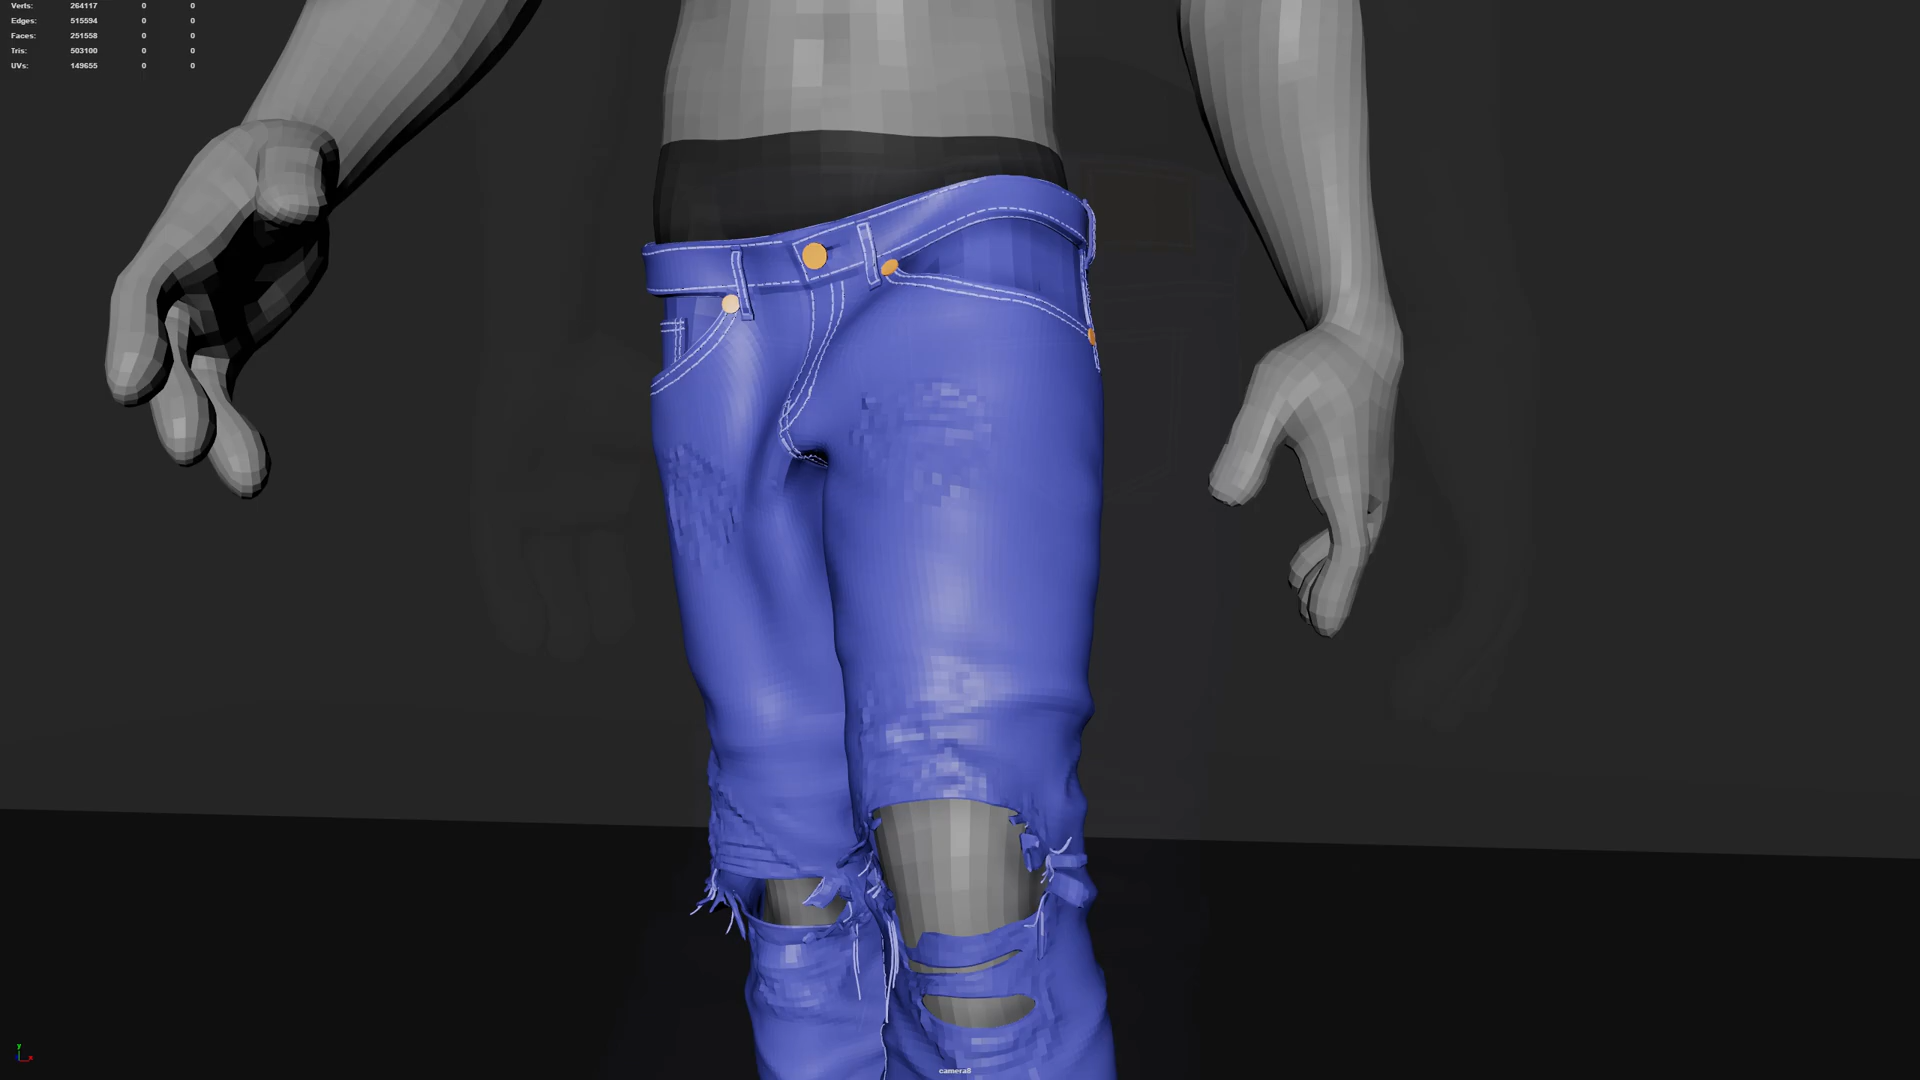 Verts: 264117 0 0
Edges: 515594 0 0
Faces: 251558 0 0
Tris: 503100 0 0
UVs: 149655 0 0
y
camera8